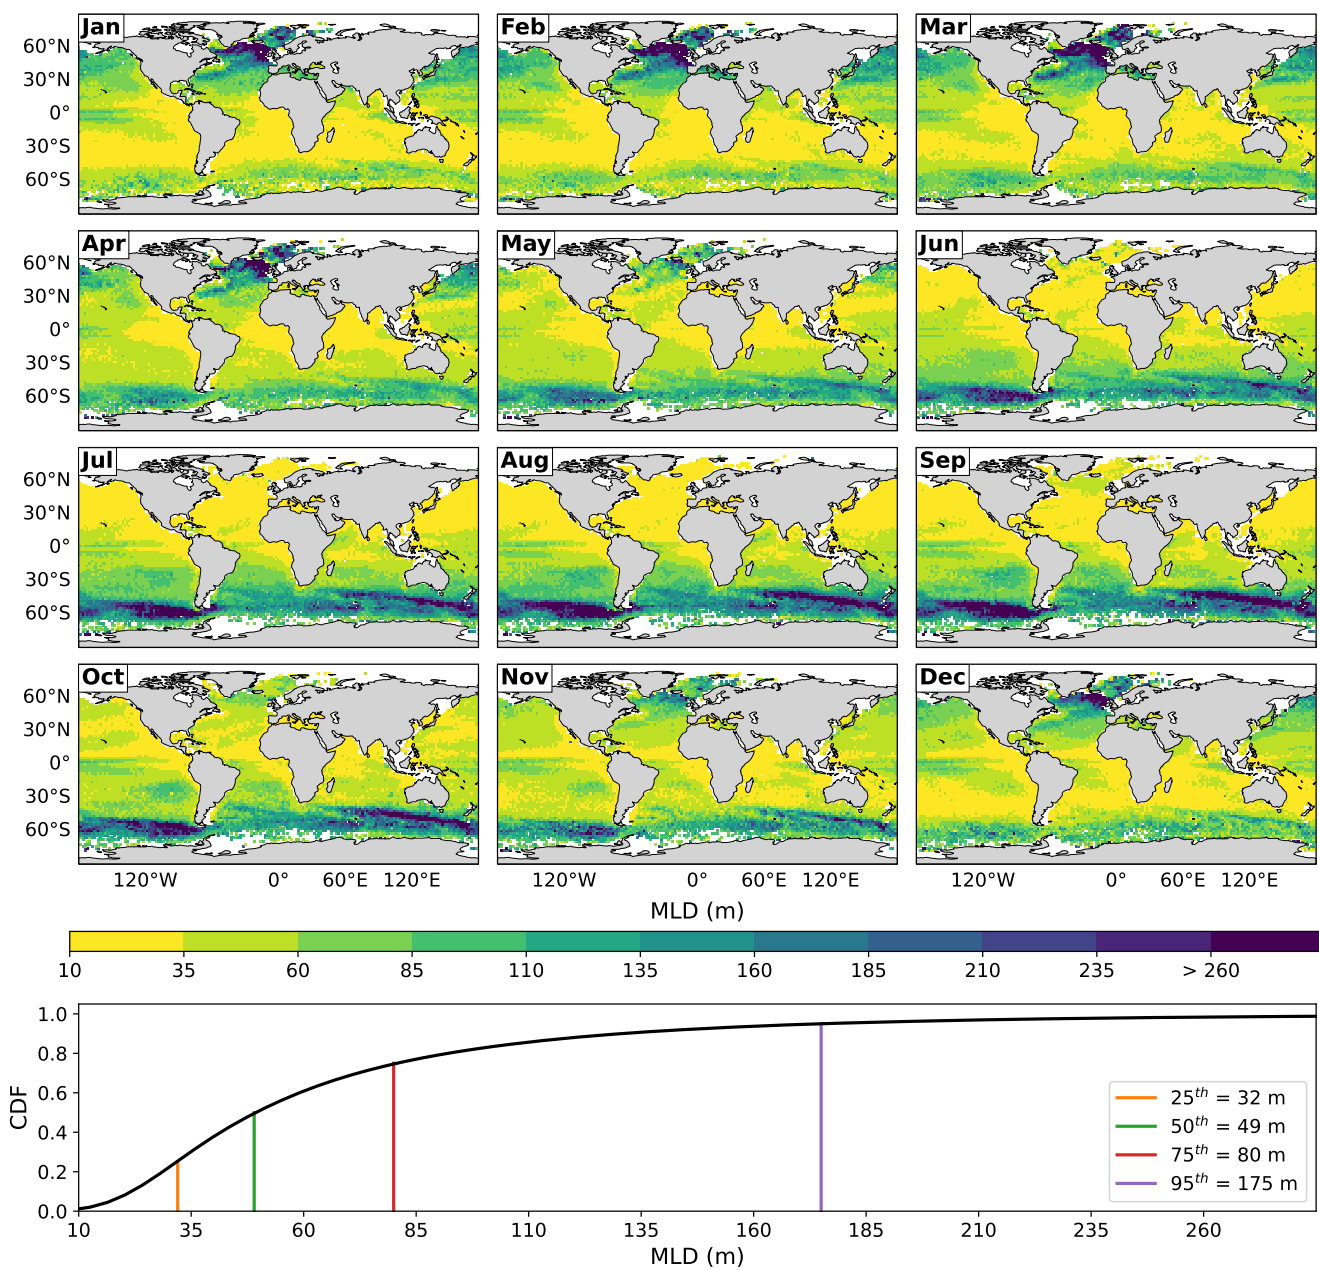 Jan Feb Mar
60°N
30°N
0°
30°S
60°S
Apr May Jun
60°N
30°N
0°
30°S
60°S
Jul Aug Sep
60°N
30°N
0°
30°S
60°S
Oct Nov Dec
60°N
30°N
0°
30°S
60°S
120°W 0° 60°E 120°E 120°W 0° 60°E 120°E 120°W 0° 60°E 120°E
MLD (m)
10 35 60 85 110 135 160 185 210 235 > 260
1.0
0.8
0.6
0.4
0.2
0.0
CDF
25th = 32 m
50th = 49 m
75th = 80 m
95th = 175 m
10 35 60 85 110 135 160 185 210 235 260
MLD (m)